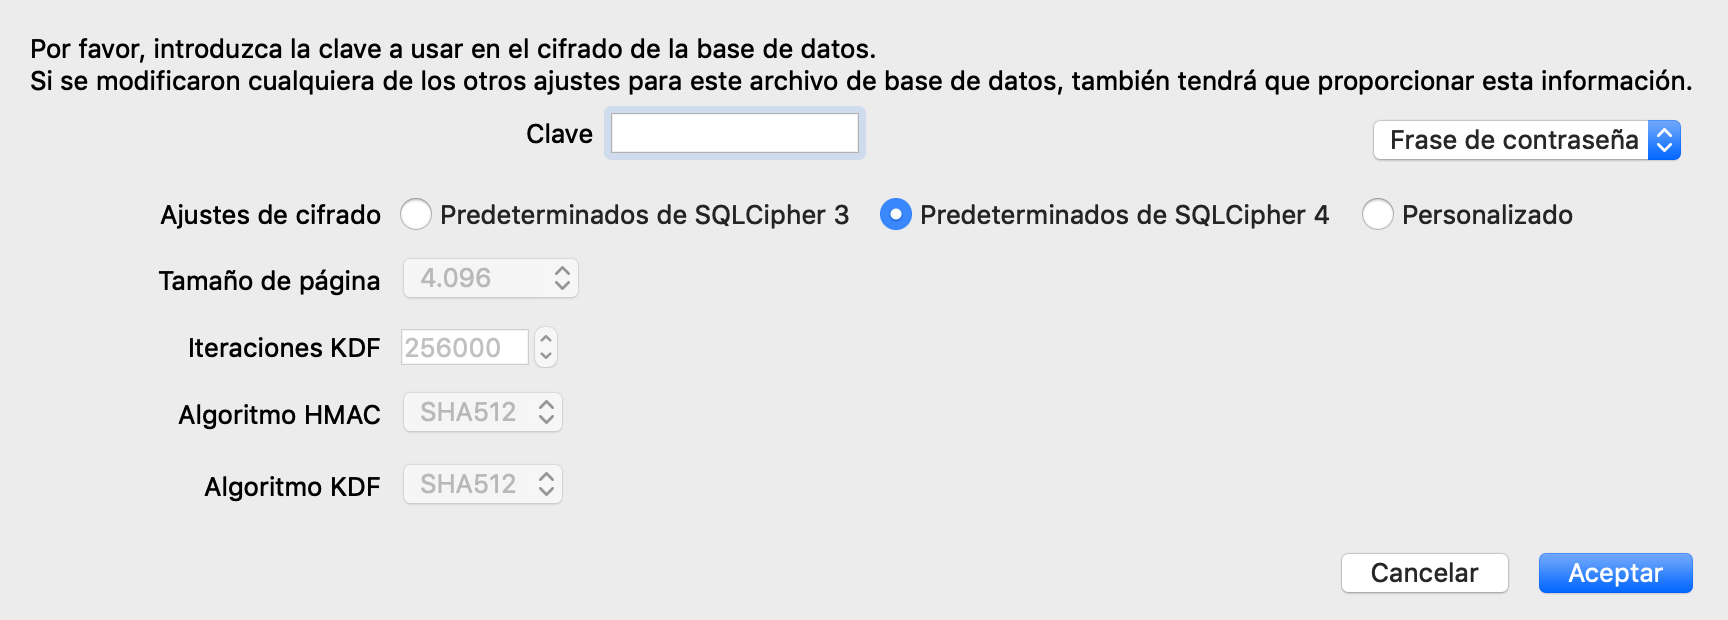 Por favor, introduzca la clave a usar en el cifrado de la base de datos.
Si se modificaron cualquiera de los otros ajustes para este archivo de base de datos, también tendrá que proporcionar esta información.
Clave Frase de contraseña
Ajustes de cifrado Predeterminados de SQLCipher 3 Predeterminados de SQLCipher 4 Personalizado
Tamaño de página 4.096
Iteraciones KDF 256000
Algoritmo HMAC SHA512
Algoritmo KDF SHA512
Cancelar Aceptar